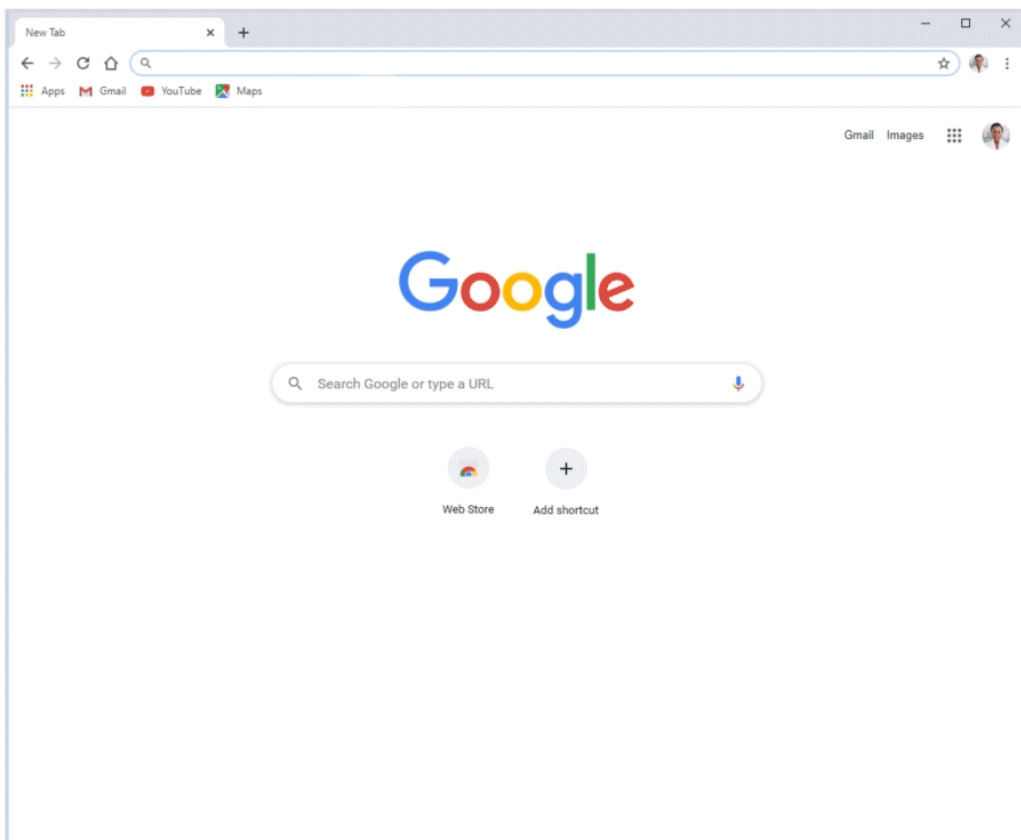 New Tab
Apps Gmail YouTube Maps
Gmail Images
Google
Search Google or type a URL
Web Store Add shortcut